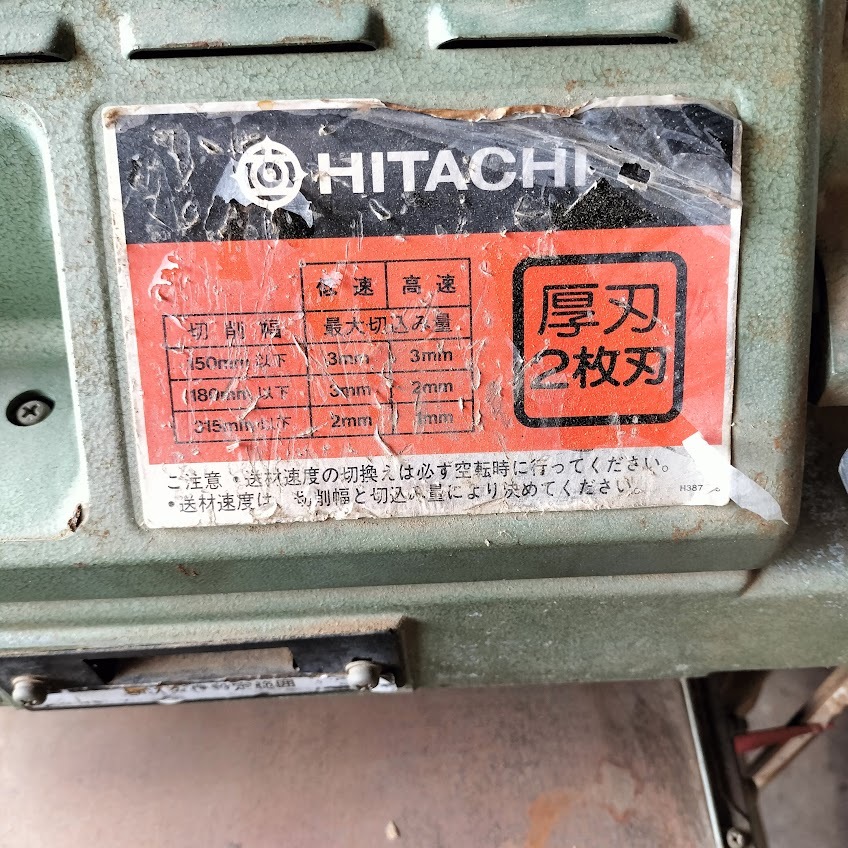 HITACHI
低速 高速
切削幅 最大切込み量
150mm以下 3mm 3mm
180mm以下 3mm 2mm
315mm以下 2mm mm
厚刃
2枚刃
ご注意・送材速度の切換えは必ず空転時に行ってください。
・送材速度は、切削幅と切込み量により決めてください。
H387